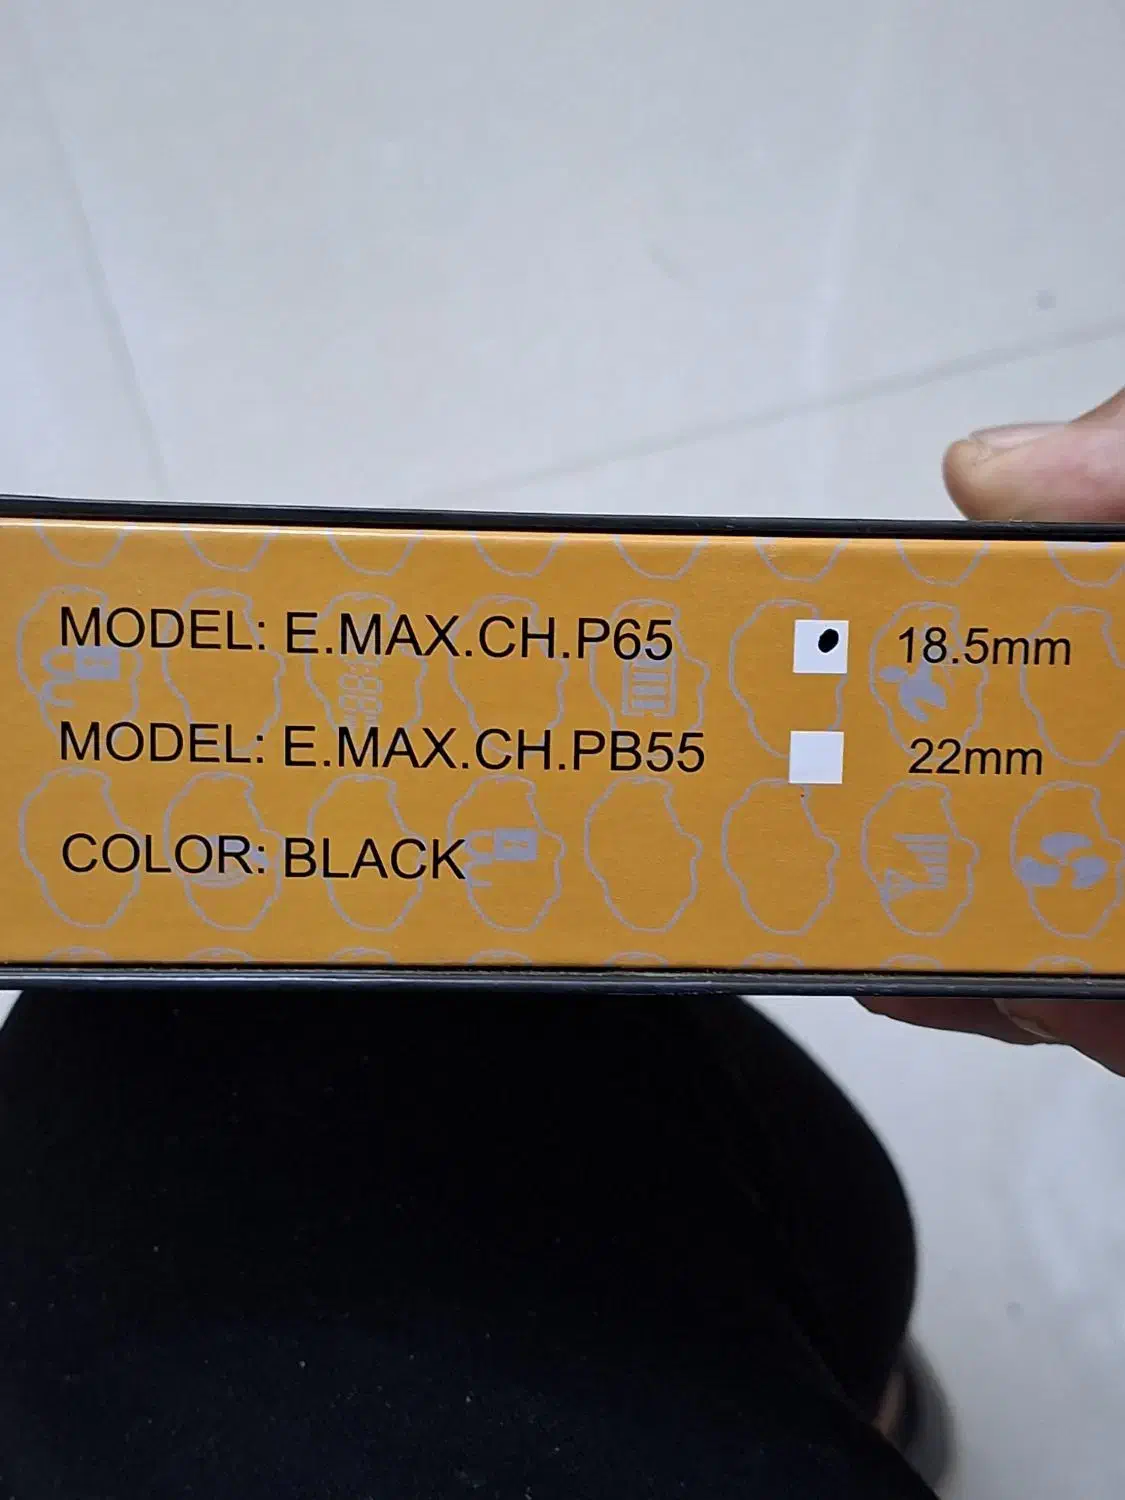 MODEL: E.MAX.CH.P65 18.5mm
MODEL: E.MAX.CH.PB55 22mm
COLOR: BLACK